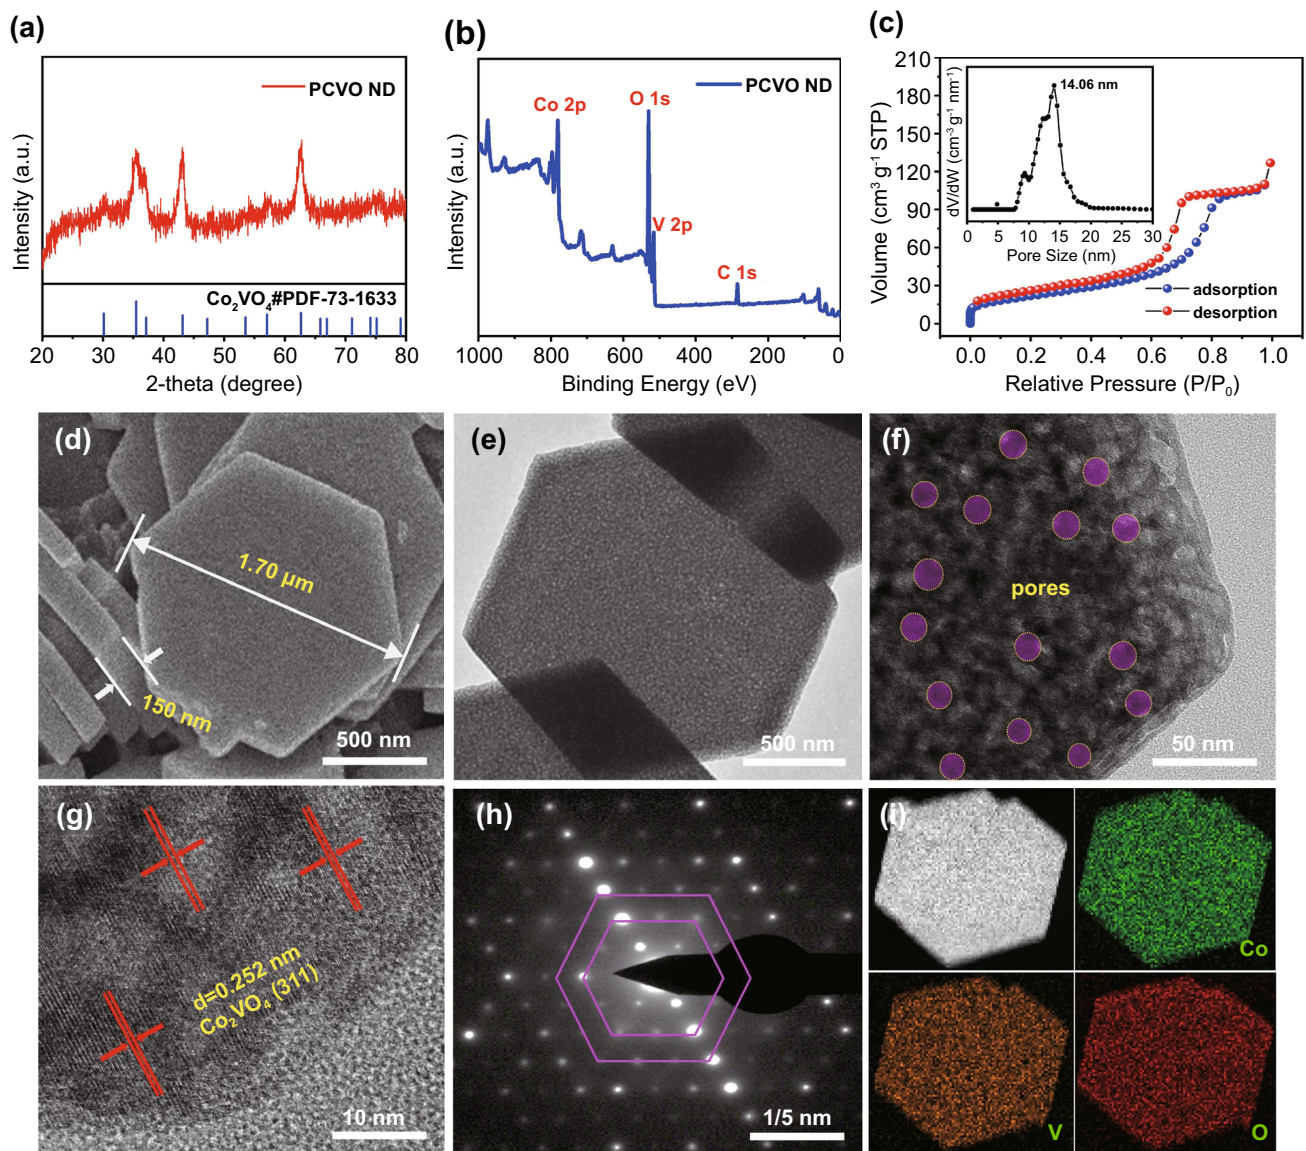 (a)
PCVO ND
Intensity (a.u.)
Co₂VO₄#PDF-73-1633
20 30 40 50 60 70 80
2-theta (degree)
(b)
PCVO ND
Co 2p
O 1s
V 2p
C 1s
Intensity (a.u.)
1000 800 600 400 200 0
Binding Energy (eV)
(c)
210
180
150
120
90
60
30
0
Volume (cm³ g⁻¹ STP)
14.06 nm
dV/dW (cm⁻³ g⁻¹ nm⁻¹)
0 5 10 15 20 25 30
Pore Size (nm)
adsorption
desorption
0.0 0.2 0.4 0.6 0.8 1.0
Relative Pressure (P/P₀)
(d)
1.70 µm
150 nm
500 nm
(e)
500 nm
(f)
pores
50 nm
(g)
d=0.252 nm
Co₂VO₄ (311)
10 nm
(h)
1/5 nm
(i)
Co
V
O